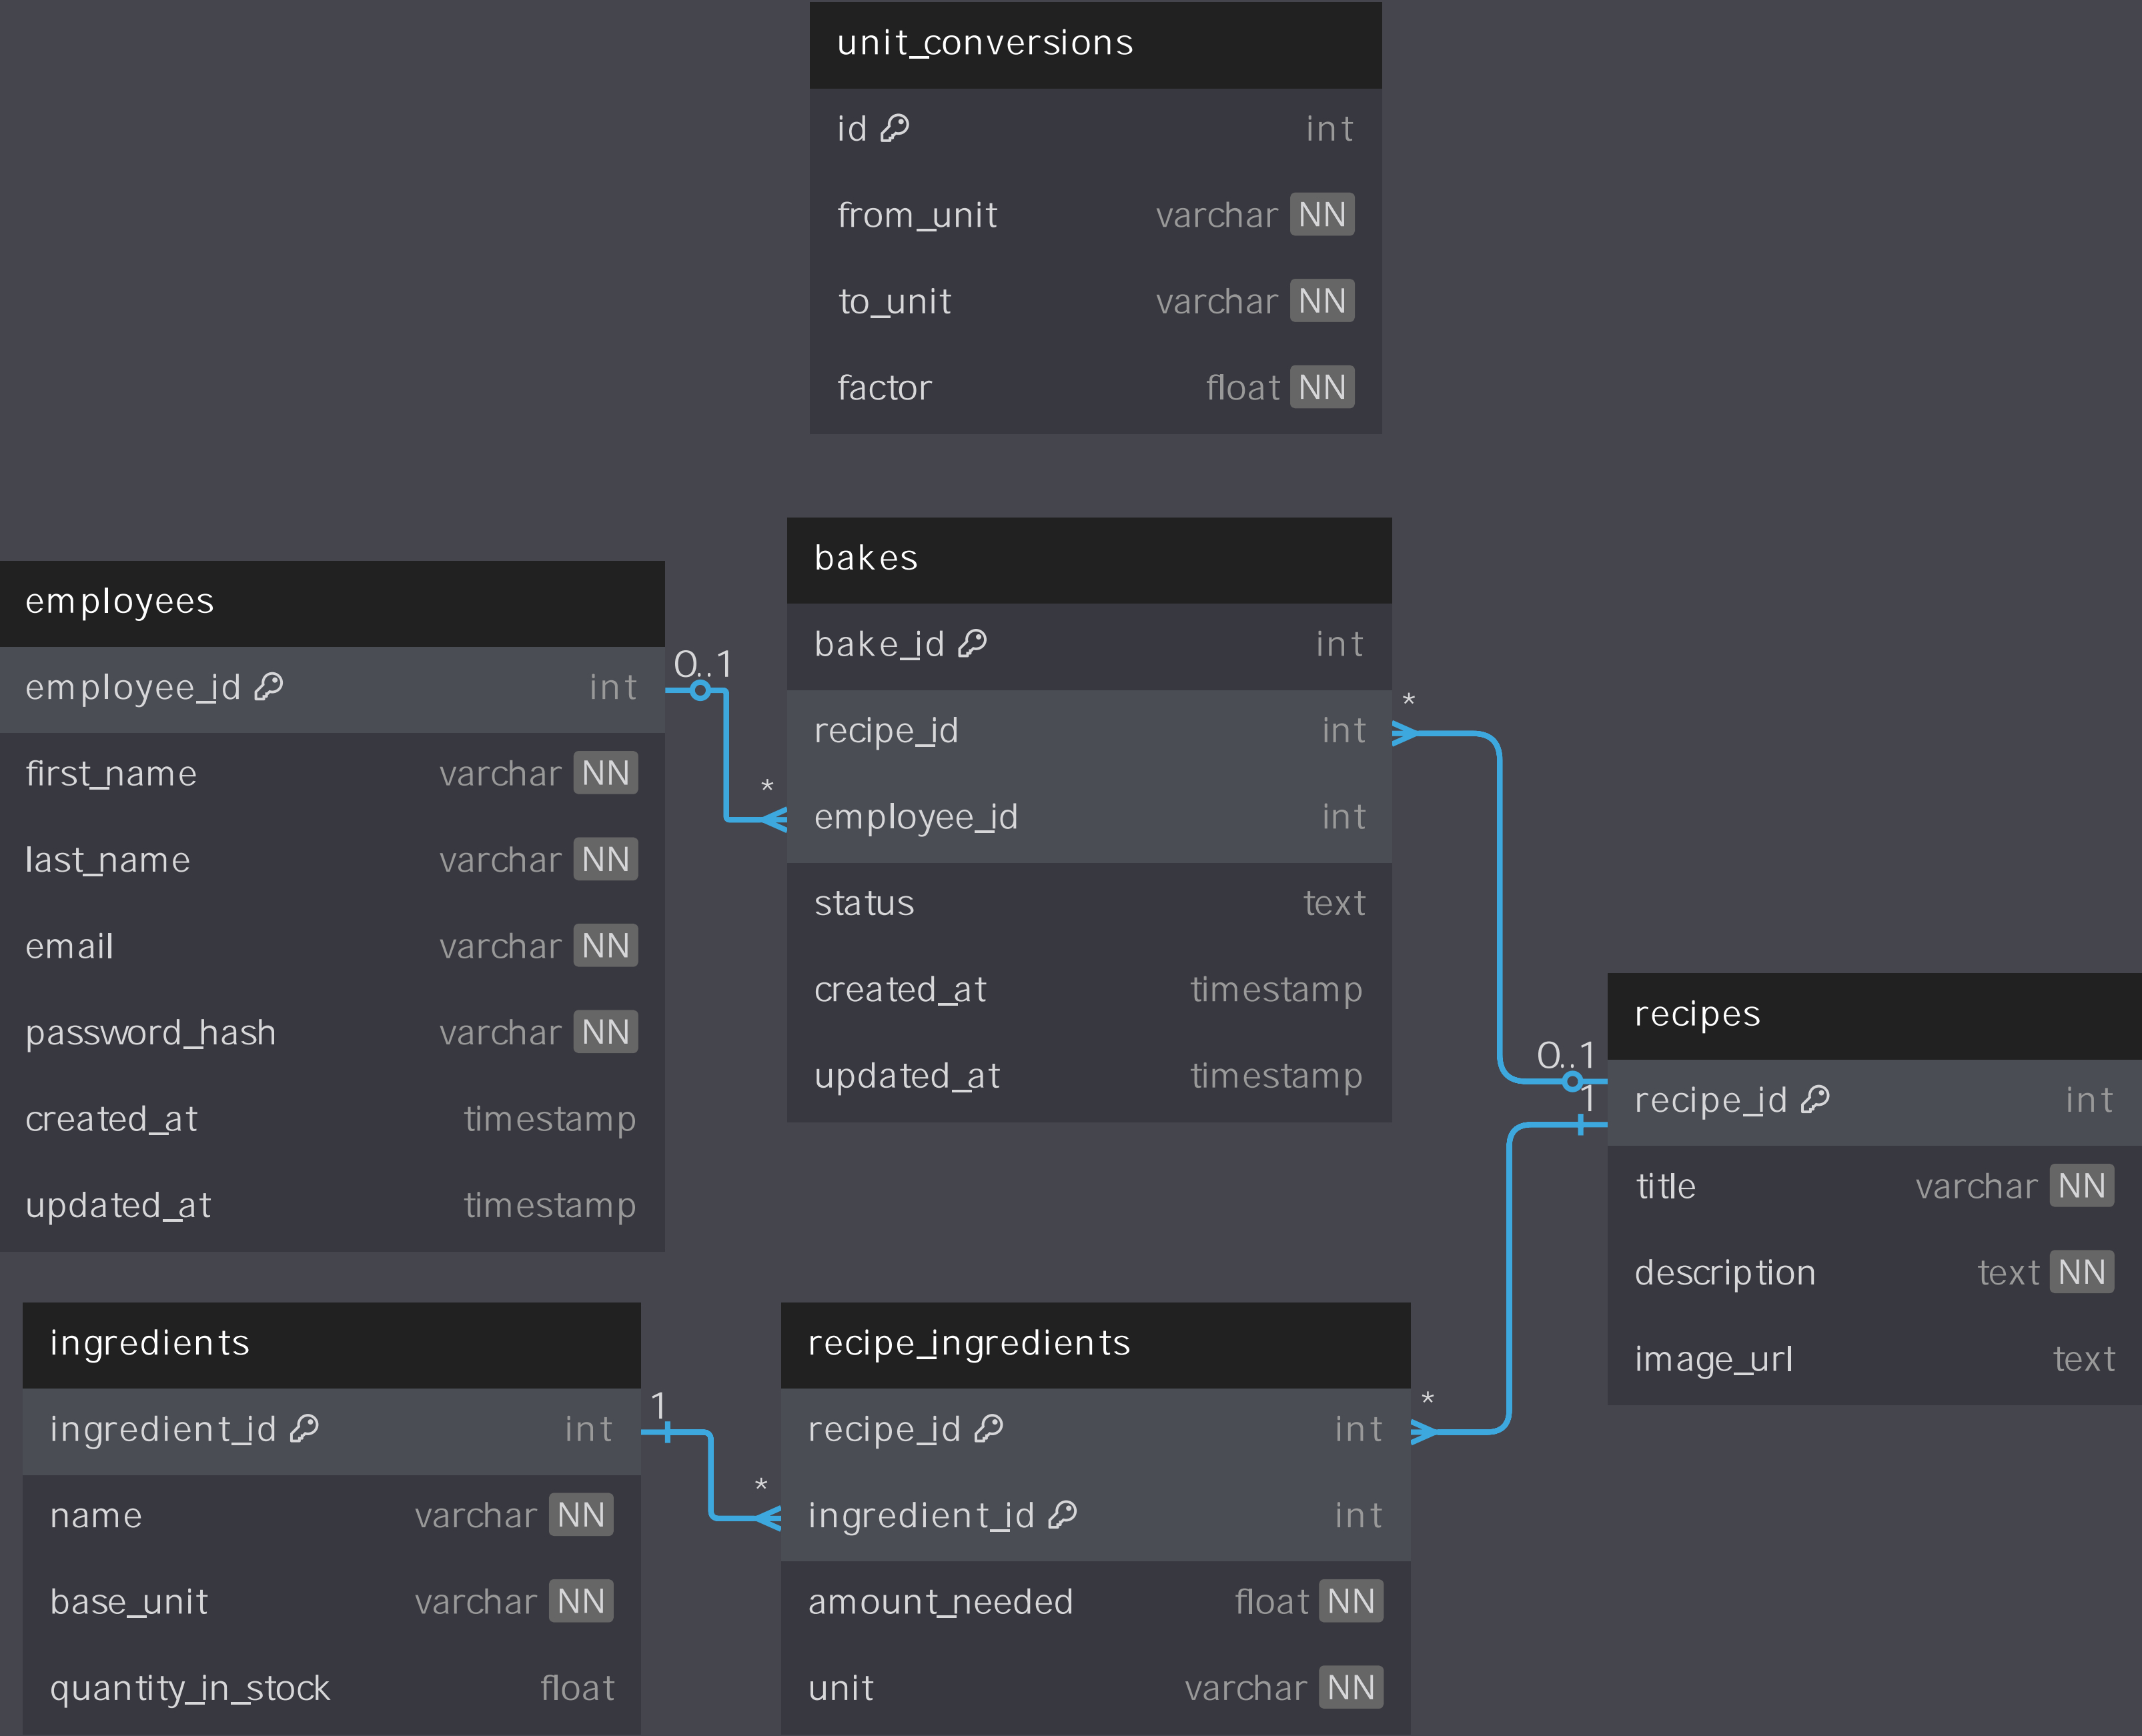 unit_conversions
id int
from_unit varchar NN
to_unit varchar NN
factor float NN
employees
employee_id int
first_name varchar NN
last_name varchar NN
email varchar NN
password_hash varchar NN
created_at timestamp
updated_at timestamp
0..1
*
bakes
bake_id int
recipe_id int
employee_id int
status text
created_at timestamp
updated_at timestamp
*
0..1
1
recipes
recipe_id int
title varchar NN
description text NN
image_url text
ingredients
ingredient_id int
name varchar NN
base_unit varchar NN
quantity_in_stock float
1
*
recipe_ingredients
recipe_id int
ingredient_id int
amount_needed float NN
unit varchar NN
*